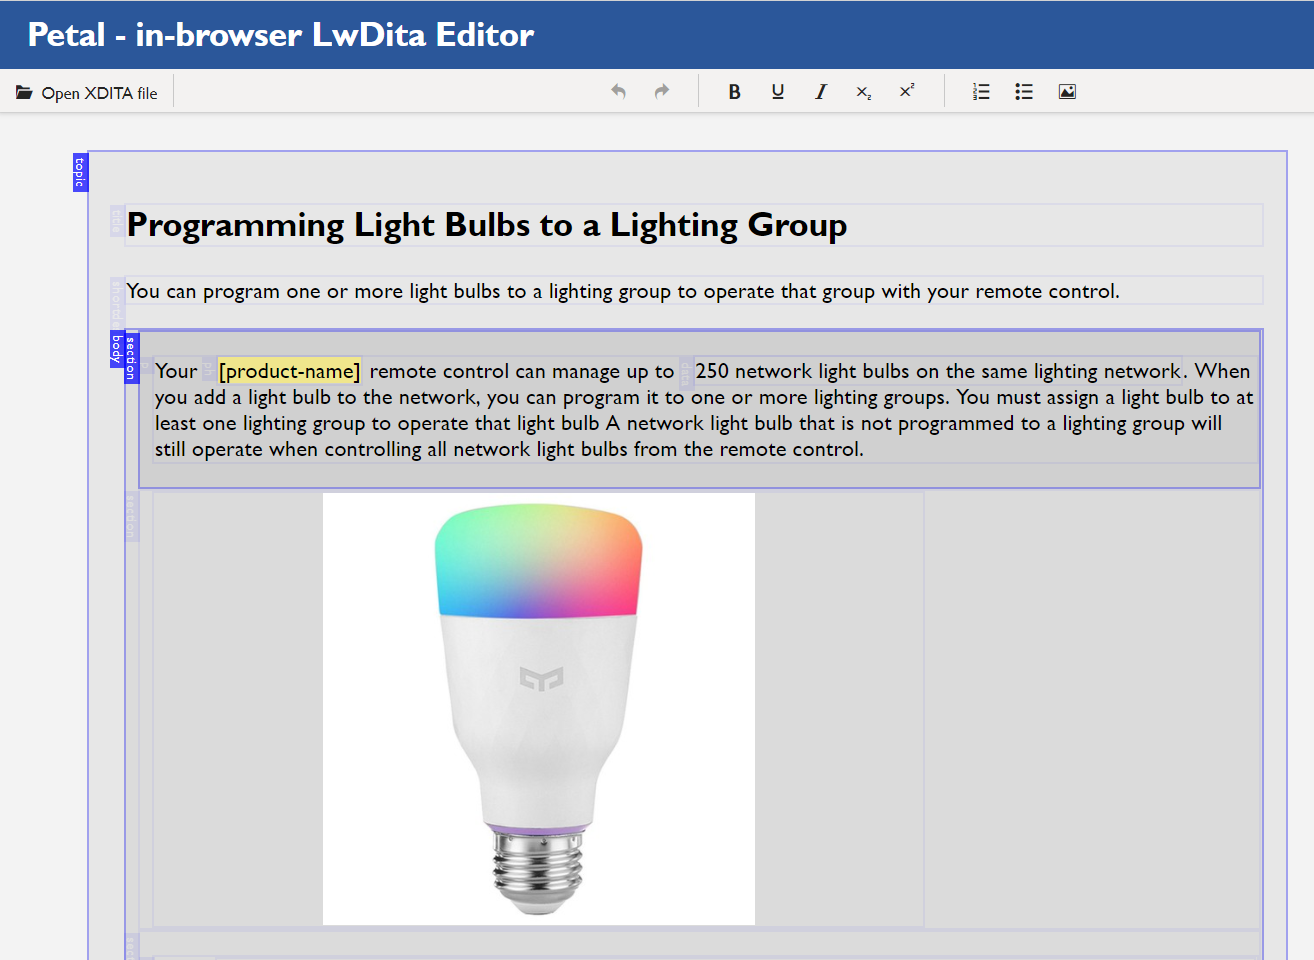 Petal - in-browser LwDita Editor
Open XDITA file
B U I X₂ X²
topic
title
Programming Light Bulbs to a Lighting Group
You can program one or more light bulbs to a lighting group to operate that group with your remote control.
body
section
p
ph
Your [product-name] remote control can manage up to 250 network light bulbs on the same lighting network. When
you add a light bulb to the network, you can program it to one or more lighting groups. You must assign a light bulb to at
least one lighting group to operate that light bulb A network light bulb that is not programmed to a lighting group will
still operate when controlling all network light bulbs from the remote control.
section